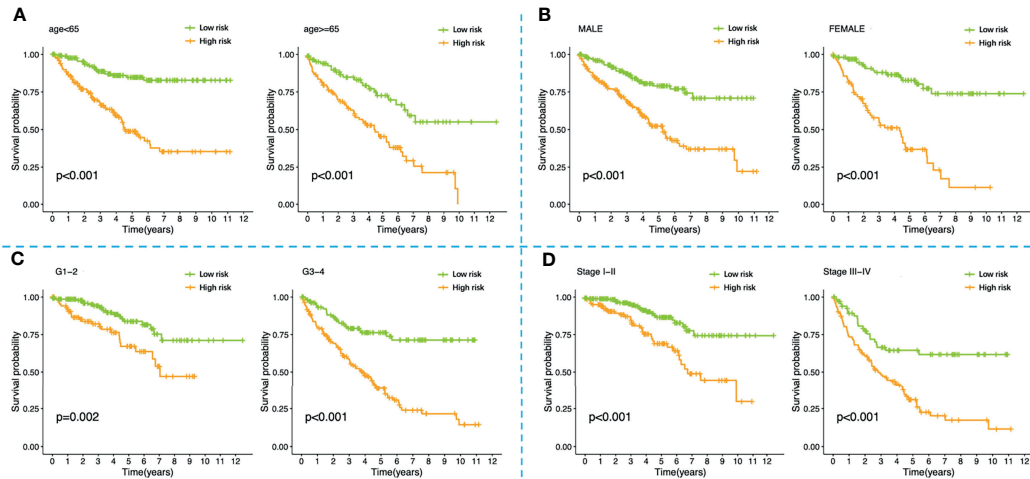 A
age<65
Low risk
High risk
Survival probability
1.00
0.75
0.50
0.25
0.00
p<0.001
0 1 2 3 4 5 6 7 8 9 10 11 12
Time(years)
age>=65
Low risk
High risk
Survival probability
1.00
0.75
0.50
0.25
0.00
p<0.001
0 1 2 3 4 5 6 7 8 9 10 11 12
Time(years)
B
MALE
Low risk
High risk
Survival probability
1.00
0.75
0.50
0.25
0.00
p<0.001
0 1 2 3 4 5 6 7 8 9 10 11 12
Time(years)
FEMALE
Low risk
High risk
Survival probability
1.00
0.75
0.50
0.25
0.00
p<0.001
0 1 2 3 4 5 6 7 8 9 10 11 12
Time(years)
C
G1-2
Low risk
High risk
Survival probability
1.00
0.75
0.50
0.25
0.00
p=0.002
0 1 2 3 4 5 6 7 8 9 10 11 12
Time(years)
G3-4
Low risk
High risk
Survival probability
1.00
0.75
0.50
0.25
0.00
p<0.001
0 1 2 3 4 5 6 7 8 9 10 11 12
Time(years)
D
Stage I-II
Low risk
High risk
Survival probability
1.00
0.75
0.50
0.25
0.00
p<0.001
0 1 2 3 4 5 6 7 8 9 10 11 12
Time(years)
Stage III-IV
Low risk
High risk
Survival probability
1.00
0.75
0.50
0.25
0.00
p<0.001
0 1 2 3 4 5 6 7 8 9 10 11 12
Time(years)